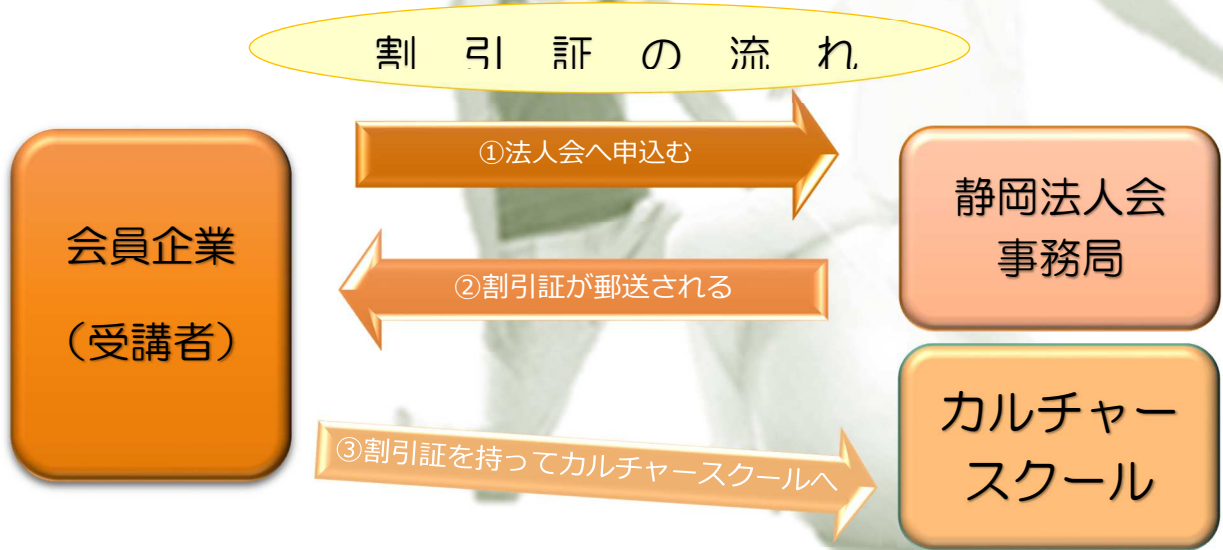 割引証の流れ
①法人会へ申込む
会員企業
（受講者）
静岡法人会
事務局
②割引証が郵送される
カルチャー
スクール
③割引証を持ってカルチャースクールへ